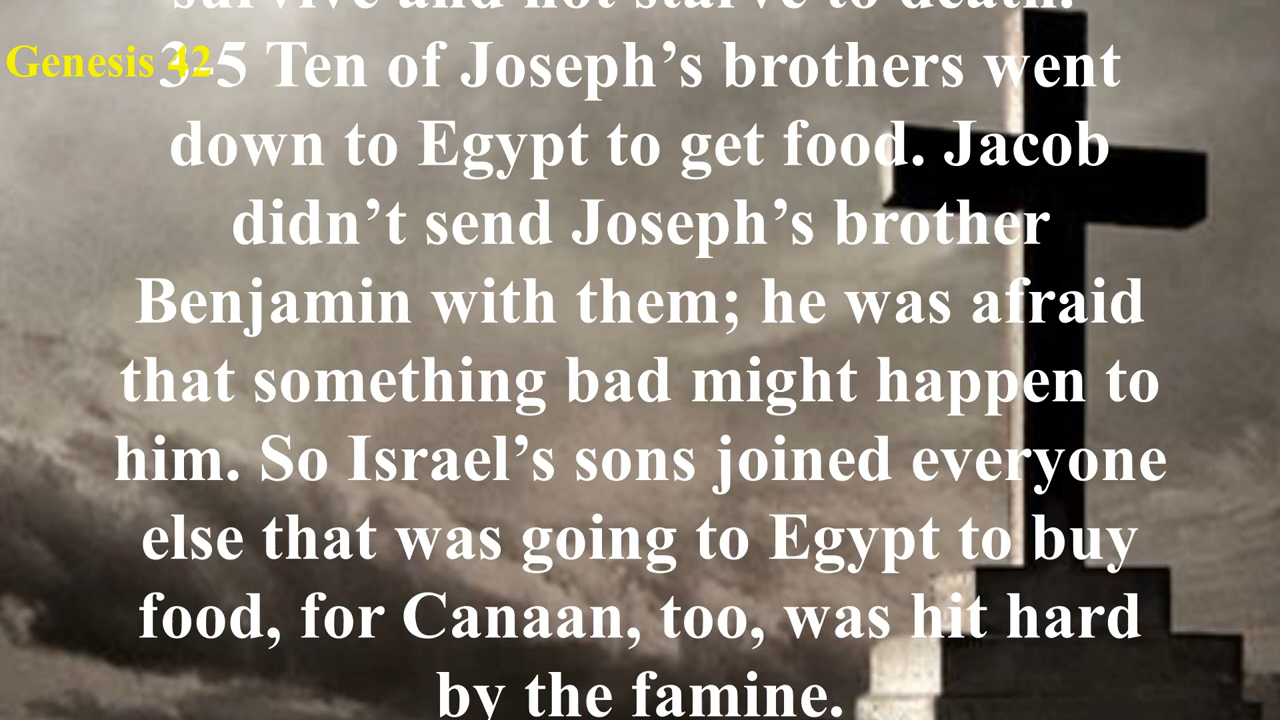 survive and not starve to death.
Genesis 42
3-5 Ten of Joseph’s brothers went
down to Egypt to get food. Jacob
didn’t send Joseph’s brother
Benjamin with them; he was afraid
that something bad might happen to
him. So Israel’s sons joined everyone
else that was going to Egypt to buy
food, for Canaan, too, was hit hard
by the famine.